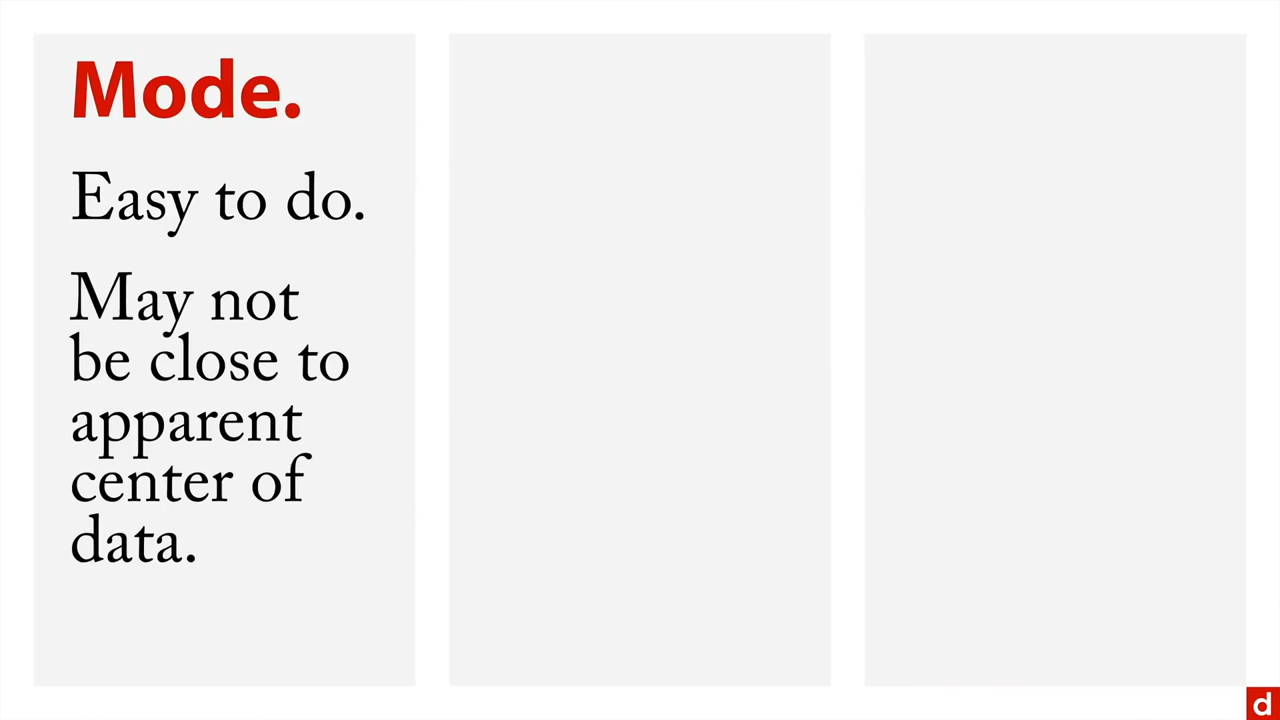 Mode.
Easy to do.
May not
be close to
apparent
center of
data.
d